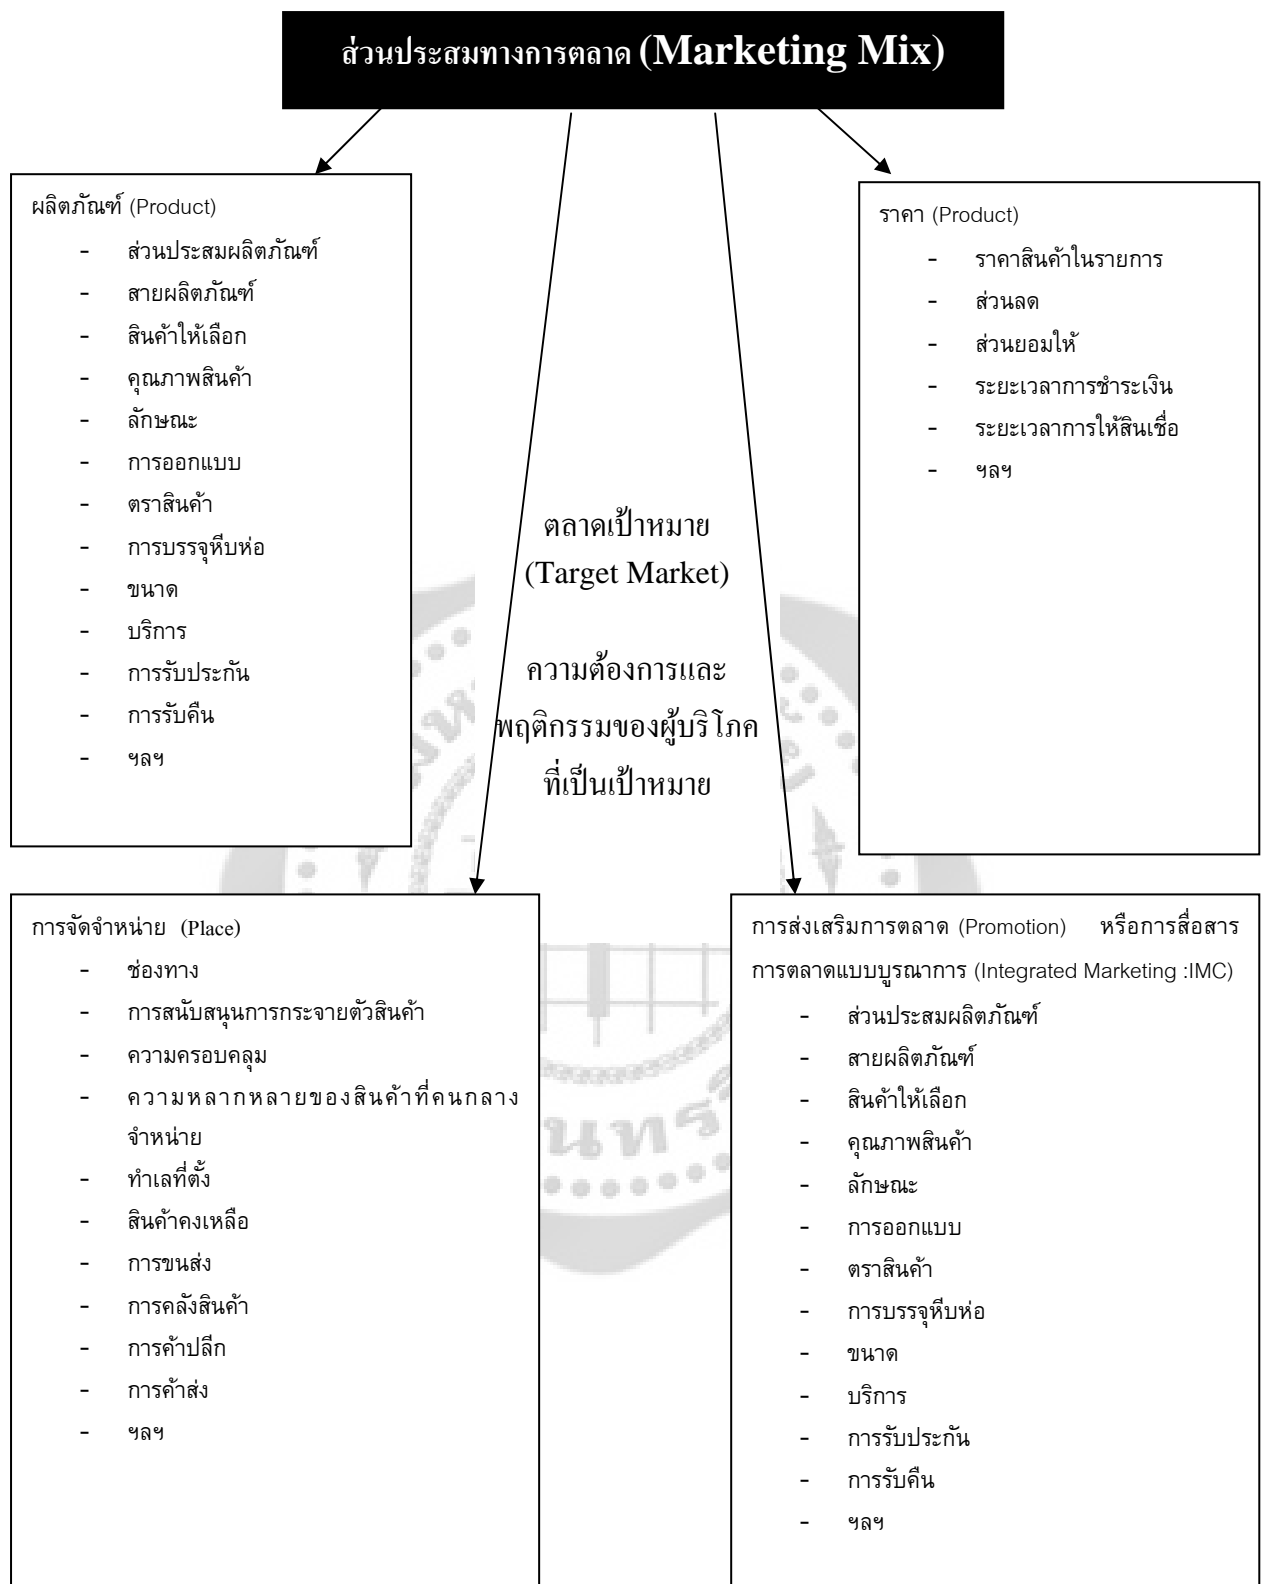 ส่วนประสมทางการตลาด (Marketing Mix)
ผลิตภัณฑ์ (Product)
- ส่วนประสมผลิตภัณฑ์
- สายผลิตภัณฑ์
- สินค้าให้เลือก
- คุณภาพสินค้า
- ลักษณะ
- การออกแบบ
- ตราสินค้า
- การบรรจุหีบห่อ
- ขนาด
- บริการ
- การรับประกัน
- การรับคืน
- ฯลฯ
ราคา (Product)
- ราคาสินค้าในรายการ
- ส่วนลด
- ส่วนยอมให้
- ระยะเวลาการชำระเงิน
- ระยะเวลาการให้สินเชื่อ
- ฯลฯ
ตลาดเป้าหมาย
(Target Market)
ความต้องการและ
พฤติกรรมของผู้บริโภค
ที่เป็นเป้าหมาย
การจัดจำหน่าย (Place)
- ช่องทาง
- การสนับสนุนการกระจายตัวสินค้า
- ความครอบคลุม
- ความหลากหลายของสินค้าที่คนกลาง
จำหน่าย
- ทำเลที่ตั้ง
- สินค้าคงเหลือ
- การขนส่ง
- การคลังสินค้า
- การค้าปลีก
- การค้าส่ง
- ฯลฯ
การส่งเสริมการตลาด (Promotion) หรือการสื่อสาร
การตลาดแบบบูรณาการ (Integrated Marketing :IMC)
- ส่วนประสมผลิตภัณฑ์
- สายผลิตภัณฑ์
- สินค้าให้เลือก
- คุณภาพสินค้า
- ลักษณะ
- การออกแบบ
- ตราสินค้า
- การบรรจุหีบห่อ
- ขนาด
- บริการ
- การรับประกัน
- การรับคืน
- ฯลฯ